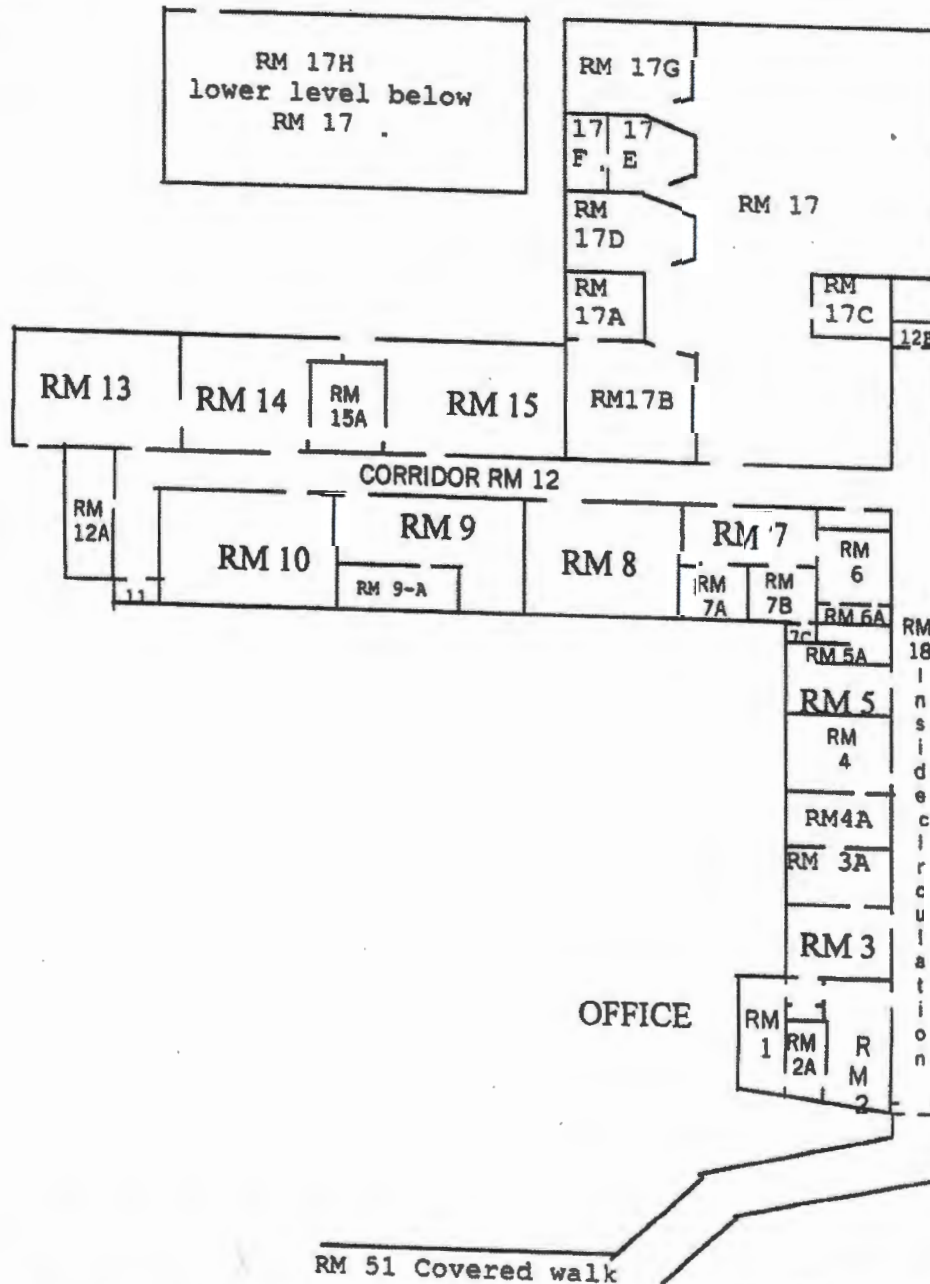 RM 17H
lower level below
RM 17
RM 17G
17 17
F E
RM
17D
RM 17
RM
17A
RM
17C
RM 13
RM 14
RM
15A
RM 15
RM17B
CORRIDOR RM 12
RM
12A
RM 10
RM 9
RM 9-A
RM 8
RM 7
RM
7A
RM
7B
RM
6
11
RM 6A
7C
RM 5A
RM
18
Inside circulation
RM 5
RM
4
RM4A
RM 3A
RM 3
OFFICE
RM
1
RM
2A
R
M
2
RM 51 Covered walk